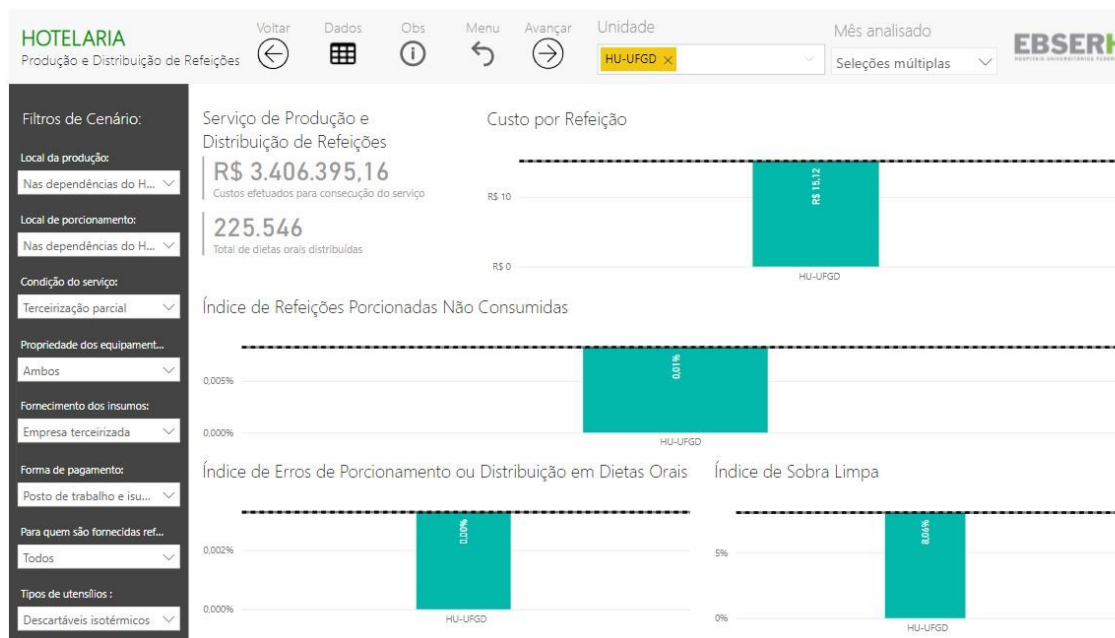 HOTELARIA
Produção e Distribuição de Refeições
Voltar
Dados
Obs
Menu
Avançar
Unidade
HU-UFGD ×
Mês analisado
Seleções múltiplas
EBSERH
HOSPITAIS UNIVERSITÁRIOS FEDERAIS
Filtros de Cenário:
Local da produção:
Nas dependências do H...
Local de porcionamento:
Nas dependências do H...
Condição do serviço:
Terceirização parcial
Propriedade dos equipament...
Ambos
Fornecimento dos insumos:
Empresa terceirizada
Forma de pagamento:
Posto de trabalho e isu...
Para quem são fornecidas ref...
Todos
Tipos de utensílios :
Descartáveis isotérmicos
Serviço de Produção e
Distribuição de Refeições
R$ 3.406.395,16
Custos efetuados para consecução do serviço
225.546
Total de dietas orais distribuídas
Custo por Refeição
R$ 10
R$ 0
R$ 15,12
HU-UFGD
Índice de Refeições Porcionadas Não Consumidas
0,005%
0,000%
0,01%
HU-UFGD
Índice de Erros de Porcionamento ou Distribuição em Dietas Orais
0,002%
0,000%
0,00%
HU-UFGD
Índice de Sobra Limpa
5%
0%
8,06%
HU-UFGD